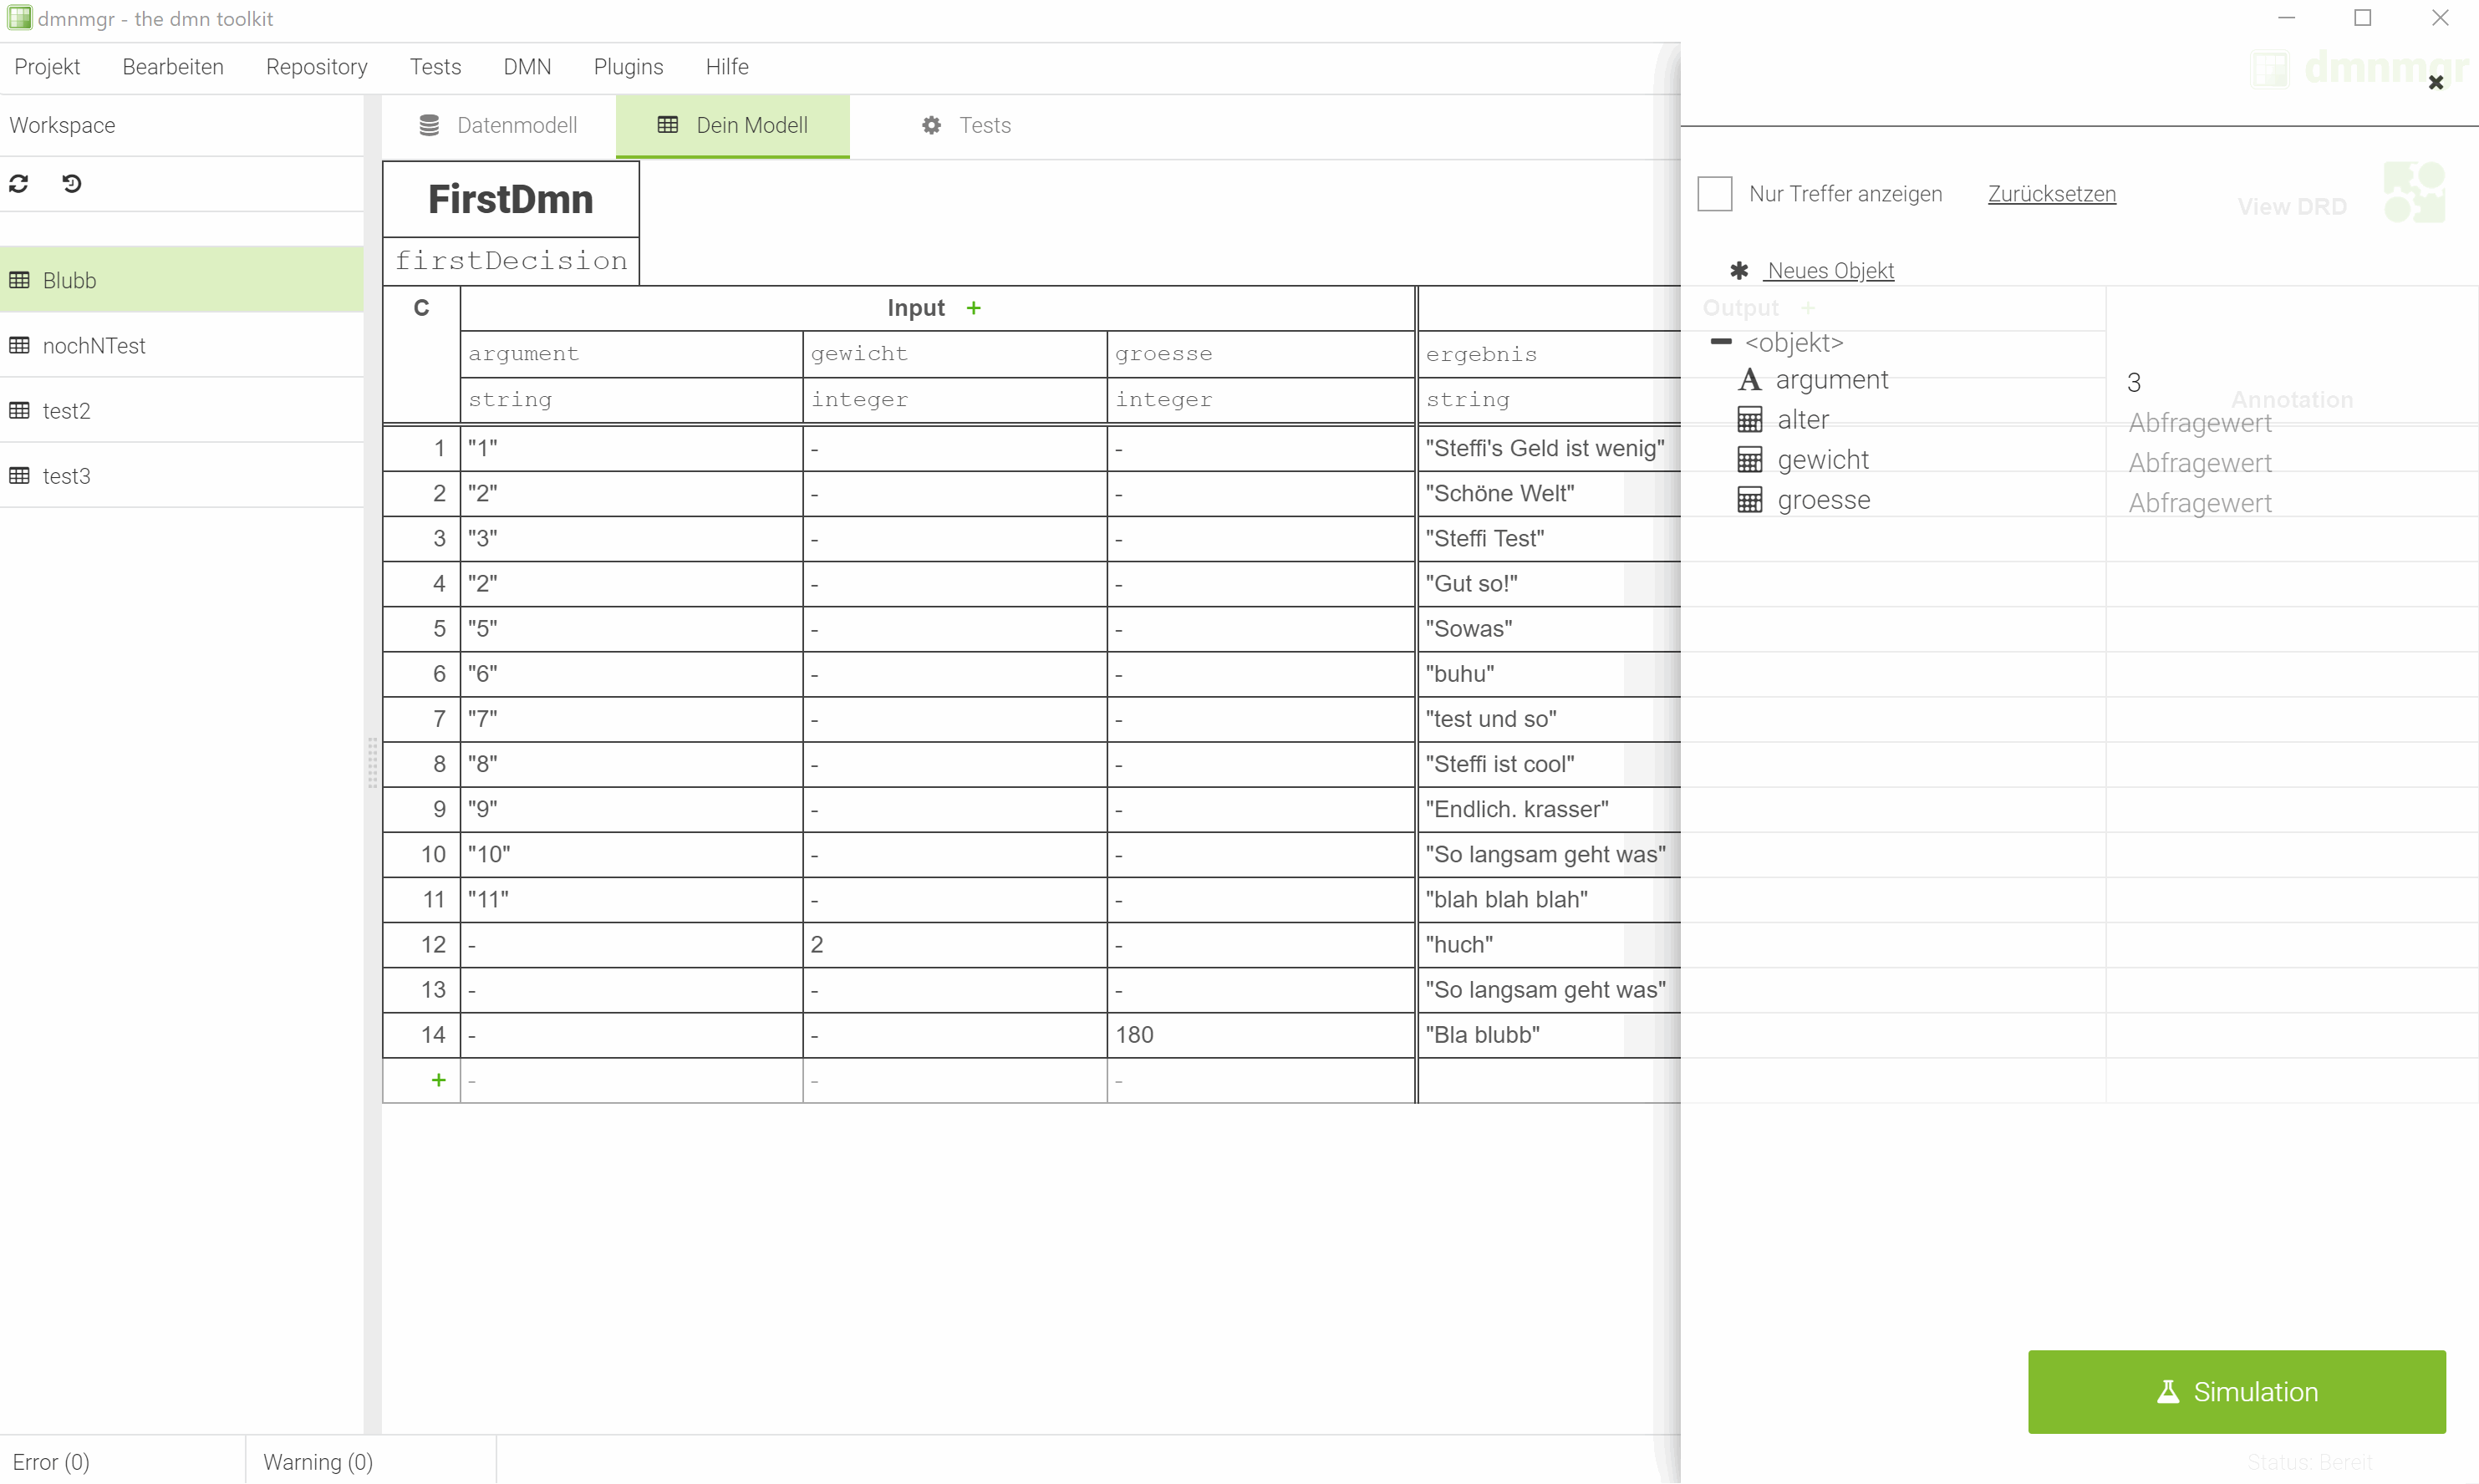 dmnmgr - the dmn toolkit
Projekt Bearbeiten Repository Tests DMN Plugins Hilfe
dmnmgr
Workspace
Datenmodell Dein Modell Tests
Blubb
nochNTest
test2
test3
FirstDmn
firstDecision
C Input +
argument gewicht groesse ergebnis
string integer integer string
1 "1" - - "Steffi's Geld ist wenig"
2 "2" - - "Schöne Welt"
3 "3" - - "Steffi Test"
4 "2" - - "Gut so!"
5 "5" - - "Sowas"
6 "6" - - "buhu"
7 "7" - - "test und so"
8 "8" - - "Steffi ist cool"
9 "9" - - "Endlich. krasser"
10 "10" - - "So langsam geht was"
11 "11" - - "blah blah blah"
12 - 2 - "huch"
13 - - - "So langsam geht was"
14 - - 180 "Bla blubb"
+ - - -
Nur Treffer anzeigen Zurücksetzen
View DRD
Neues Objekt
Output +
<objekt>
argument 3
Annotation
alter Abfragewert
gewicht Abfragewert
groesse Abfragewert
Simulation
Error (0) Warning (0)
Status: Bereit